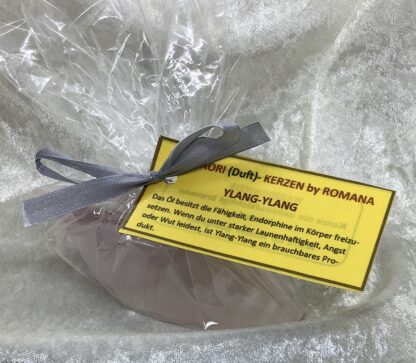 ORI (Duft)- KERZEN by ROMANA
YLANG-YLANG
Das Öl besitzt die Fähigkeit, Endorphine im Körper freizu-
setzen. Wenn du unter starker Launenhaftigkeit, Angst
oder Wut leidest, ist Ylang-Ylang ein brauchbares Pro-
dukt.